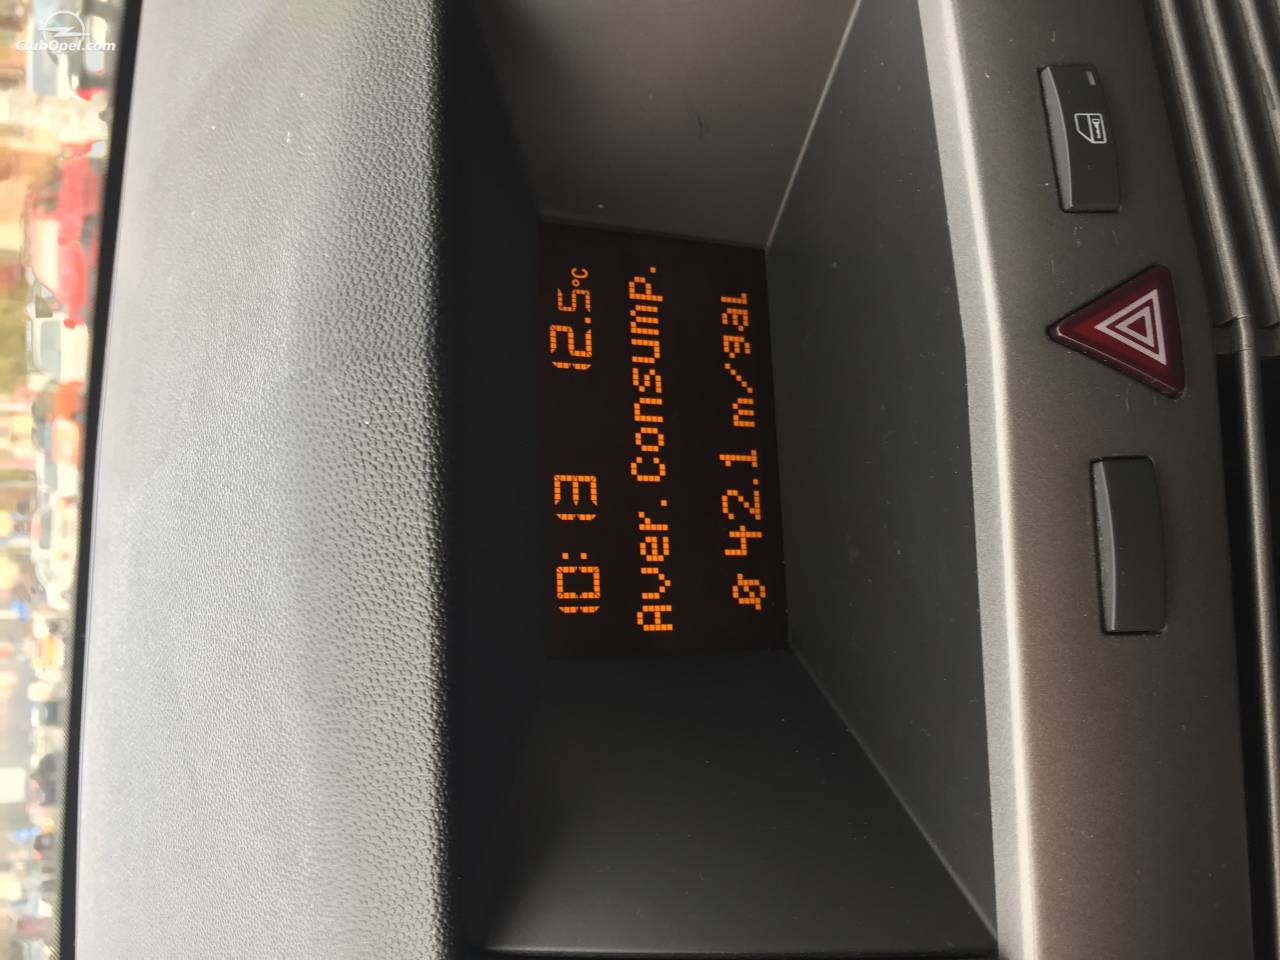 ClubOpel.com
10:13 12.5°C
Aver. Consump.
Ø 42.1 m/gal